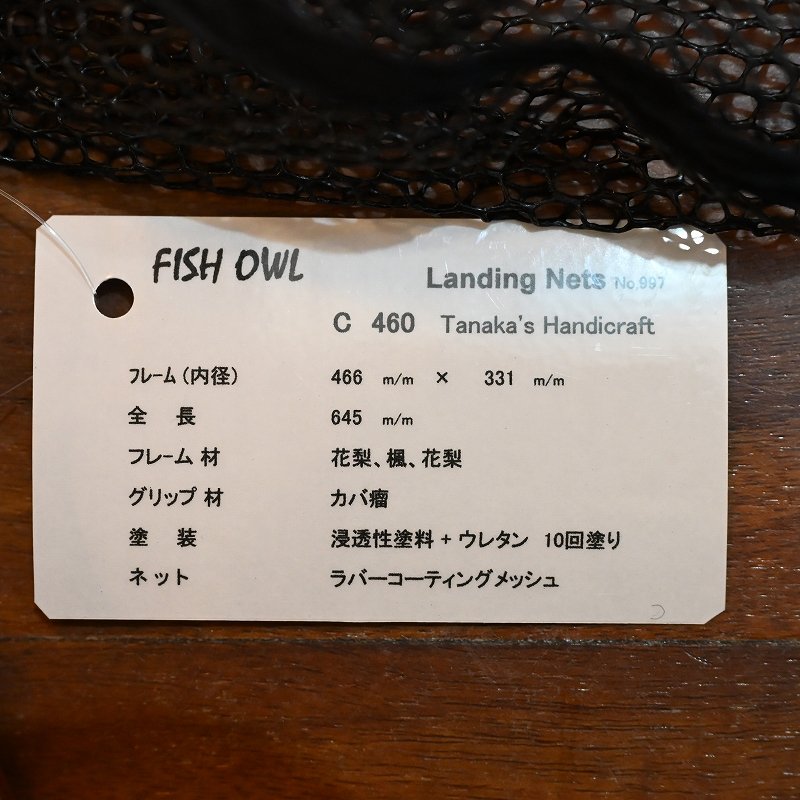 FISH OWL
Landing Nets No.997
C 460 Tanaka's Handicraft
フレーム(内径) 466 m/m × 331 m/m
全長 645 m/m
フレーム材 花梨、楓、花梨
グリップ材 カバ瘤
塗装 浸透性塗料+ウレタン 10回塗り
ネット ラバーコーティングメッシュ